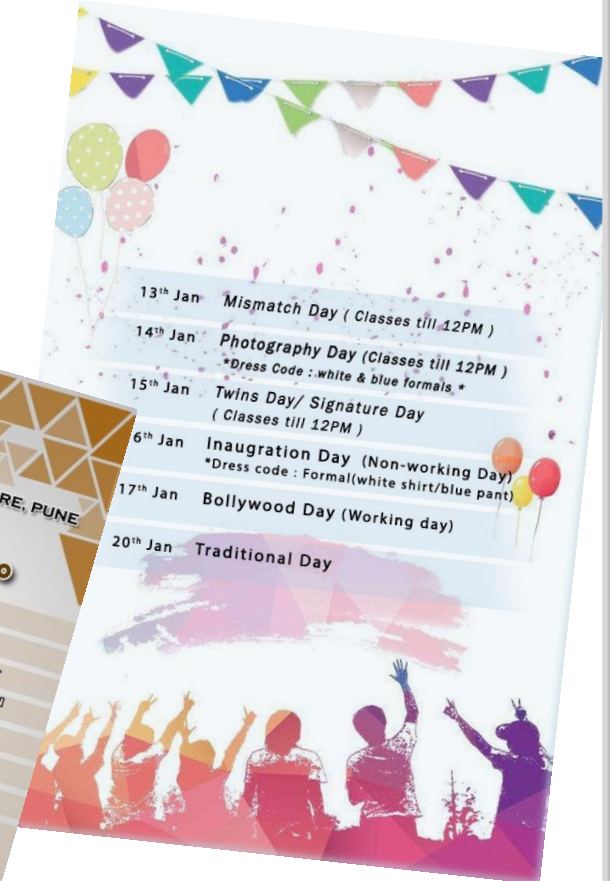 13th Jan Mismatch Day ( Classes till 12PM )
14th Jan Photography Day (Classes till 12PM )
*Dress Code : white & blue formals *
15th Jan Twins Day/ Signature Day
( Classes till 12PM )
6th Jan Inaugration Day (Non-working Day)
*Dress code : Formal(white shirt/blue pant)
17th Jan Bollywood Day (Working day)
20th Jan Traditional Day
RE, PUNE